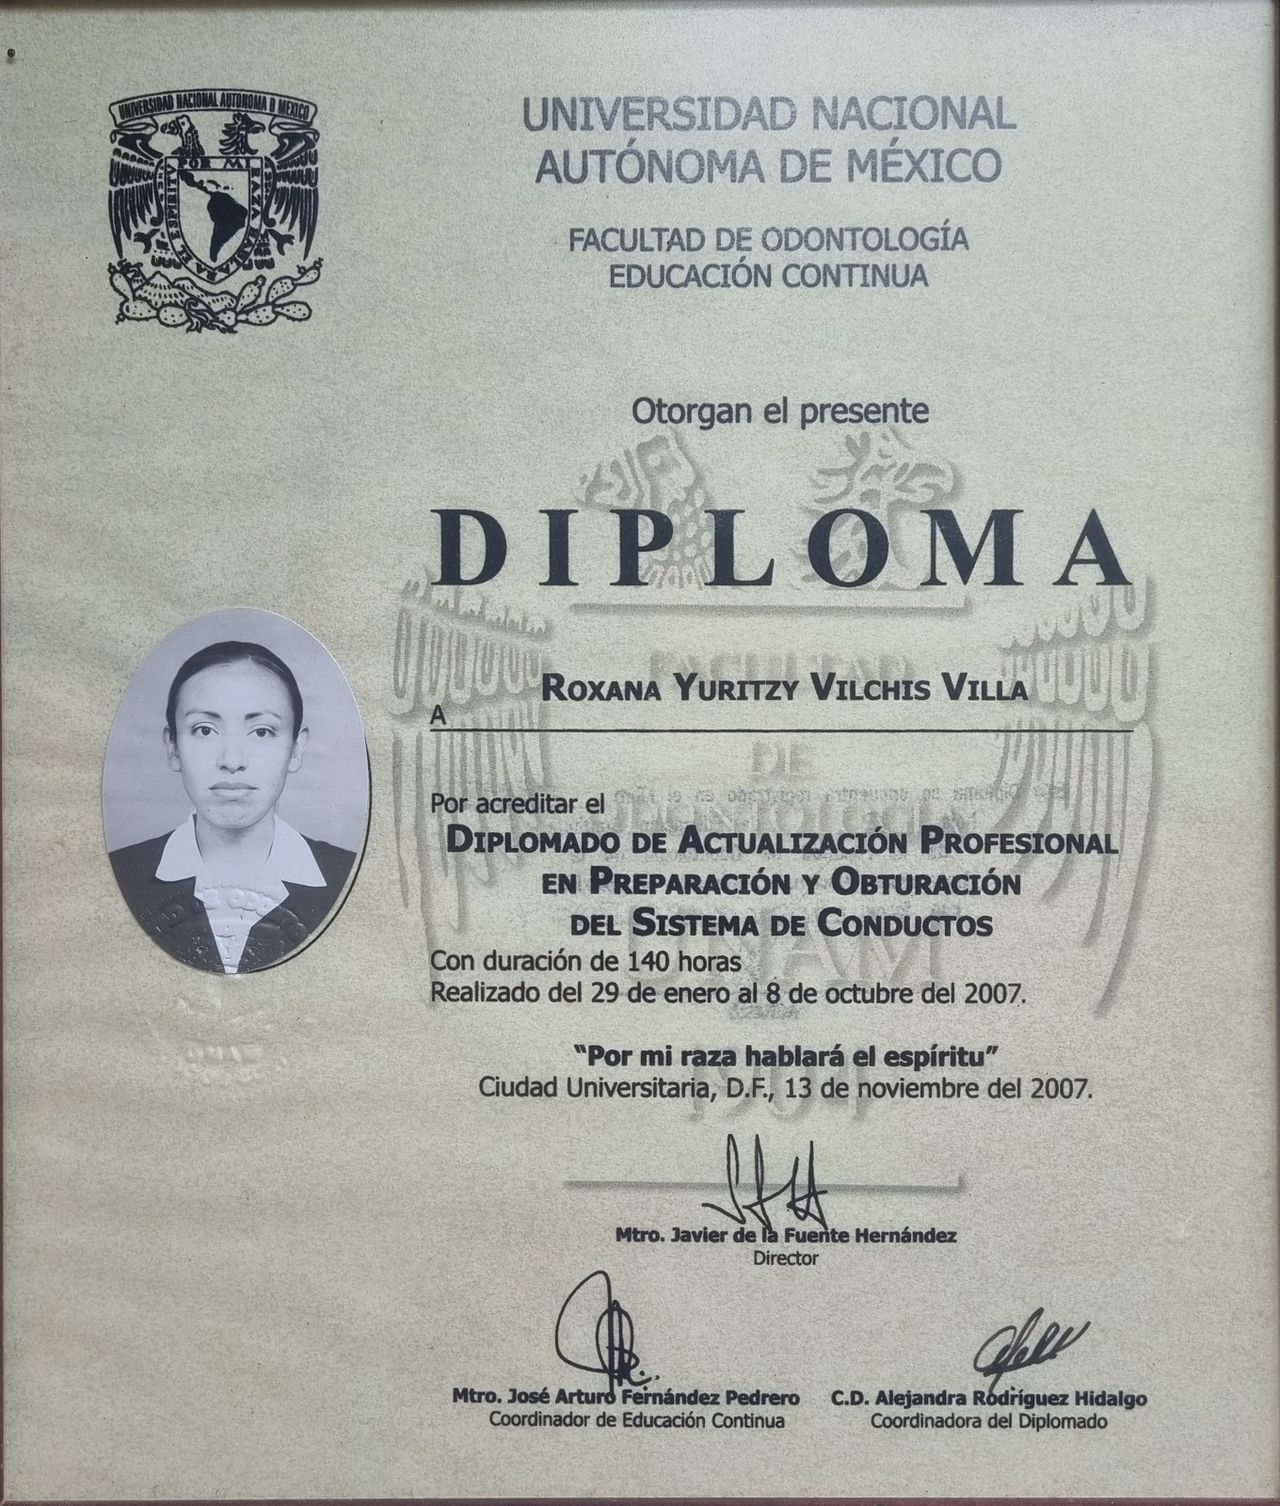 UNIVERSIDAD NACIONAL AUTONOMA D MEXICO
POR MI RAZA HABLARA EL ESPIRITU
UNIVERSIDAD NACIONAL
AUTÓNOMA DE MÉXICO
FACULTAD DE ODONTOLOGÍA
EDUCACIÓN CONTINUA
Otorgan el presente
DIPLOMA
FACULTAD
ROXANA YURITZY VILCHIS VILLA
A
DE
Por acreditar el
DIPLOMADO DE ACTUALIZACIÓN PROFESIONAL
EN PREPARACIÓN Y OBTURACIÓN
DEL SISTEMA DE CONDUCTOS
UNAM
Con duración de 140 horas
Realizado del 29 de enero al 8 de octubre del 2007.
"Por mi raza hablará el espíritu"
1904
Ciudad Universitaria, D.F., 13 de noviembre del 2007.
Mtro. Javier de la Fuente Hernández
Director
Mtro. José Arturo Fernández Pedrero
Coordinador de Educación Continua
C.D. Alejandra Rodríguez Hidalgo
Coordinadora del Diplomado